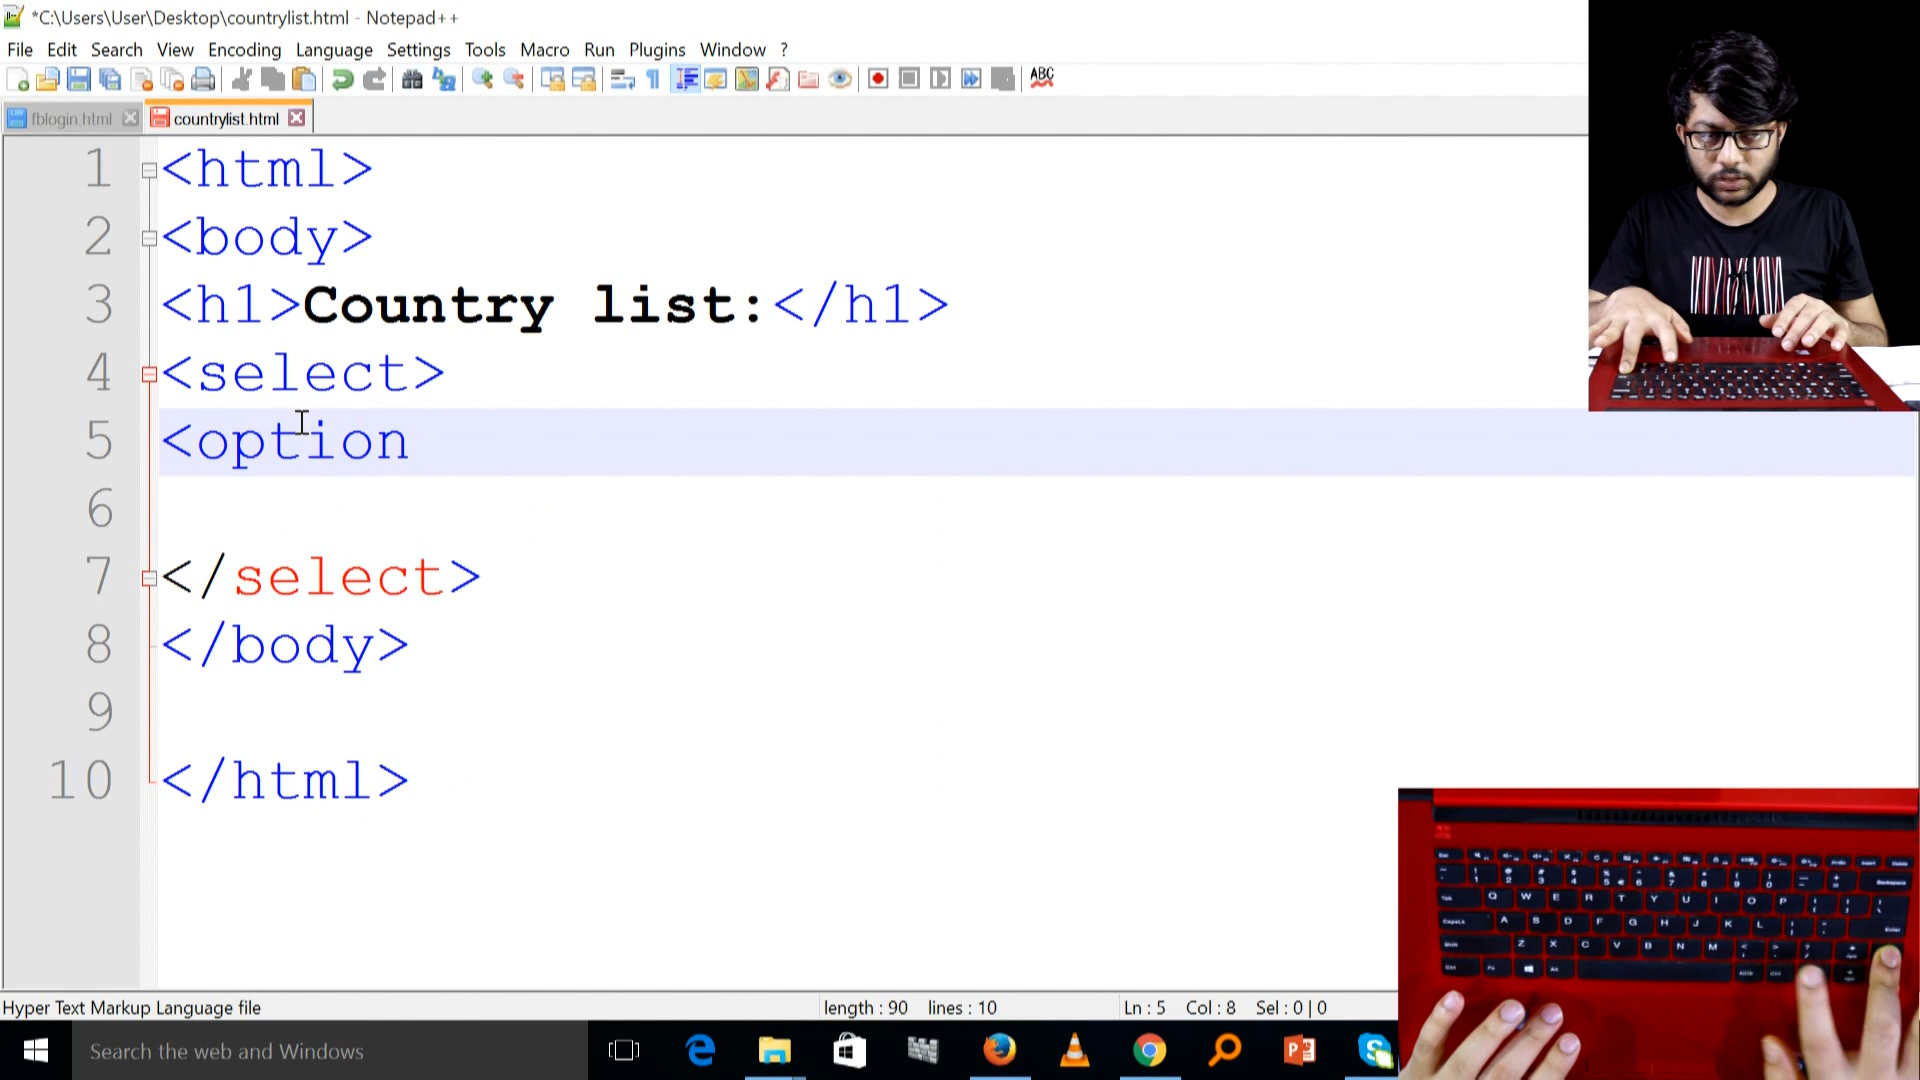 *C:\Users\User\Desktop\countrylist.html - Notepad++
File Edit Search View Encoding Language Settings Tools Macro Run Plugins Window ?
ABC
fblogin.html countrylist.html
1 <html>
2 <body>
3 <h1>Country list:</h1>
4 <select>
5 <option
6
7 </select>
8 </body>
9
10 </html>
Hyper Text Markup Language file length : 90 lines : 10 Ln : 5 Col : 8 Sel : 0 | 0
Search the web and Windows
Q W E R T Y U I O P
A S D F G H J K L
Z X C V B N M